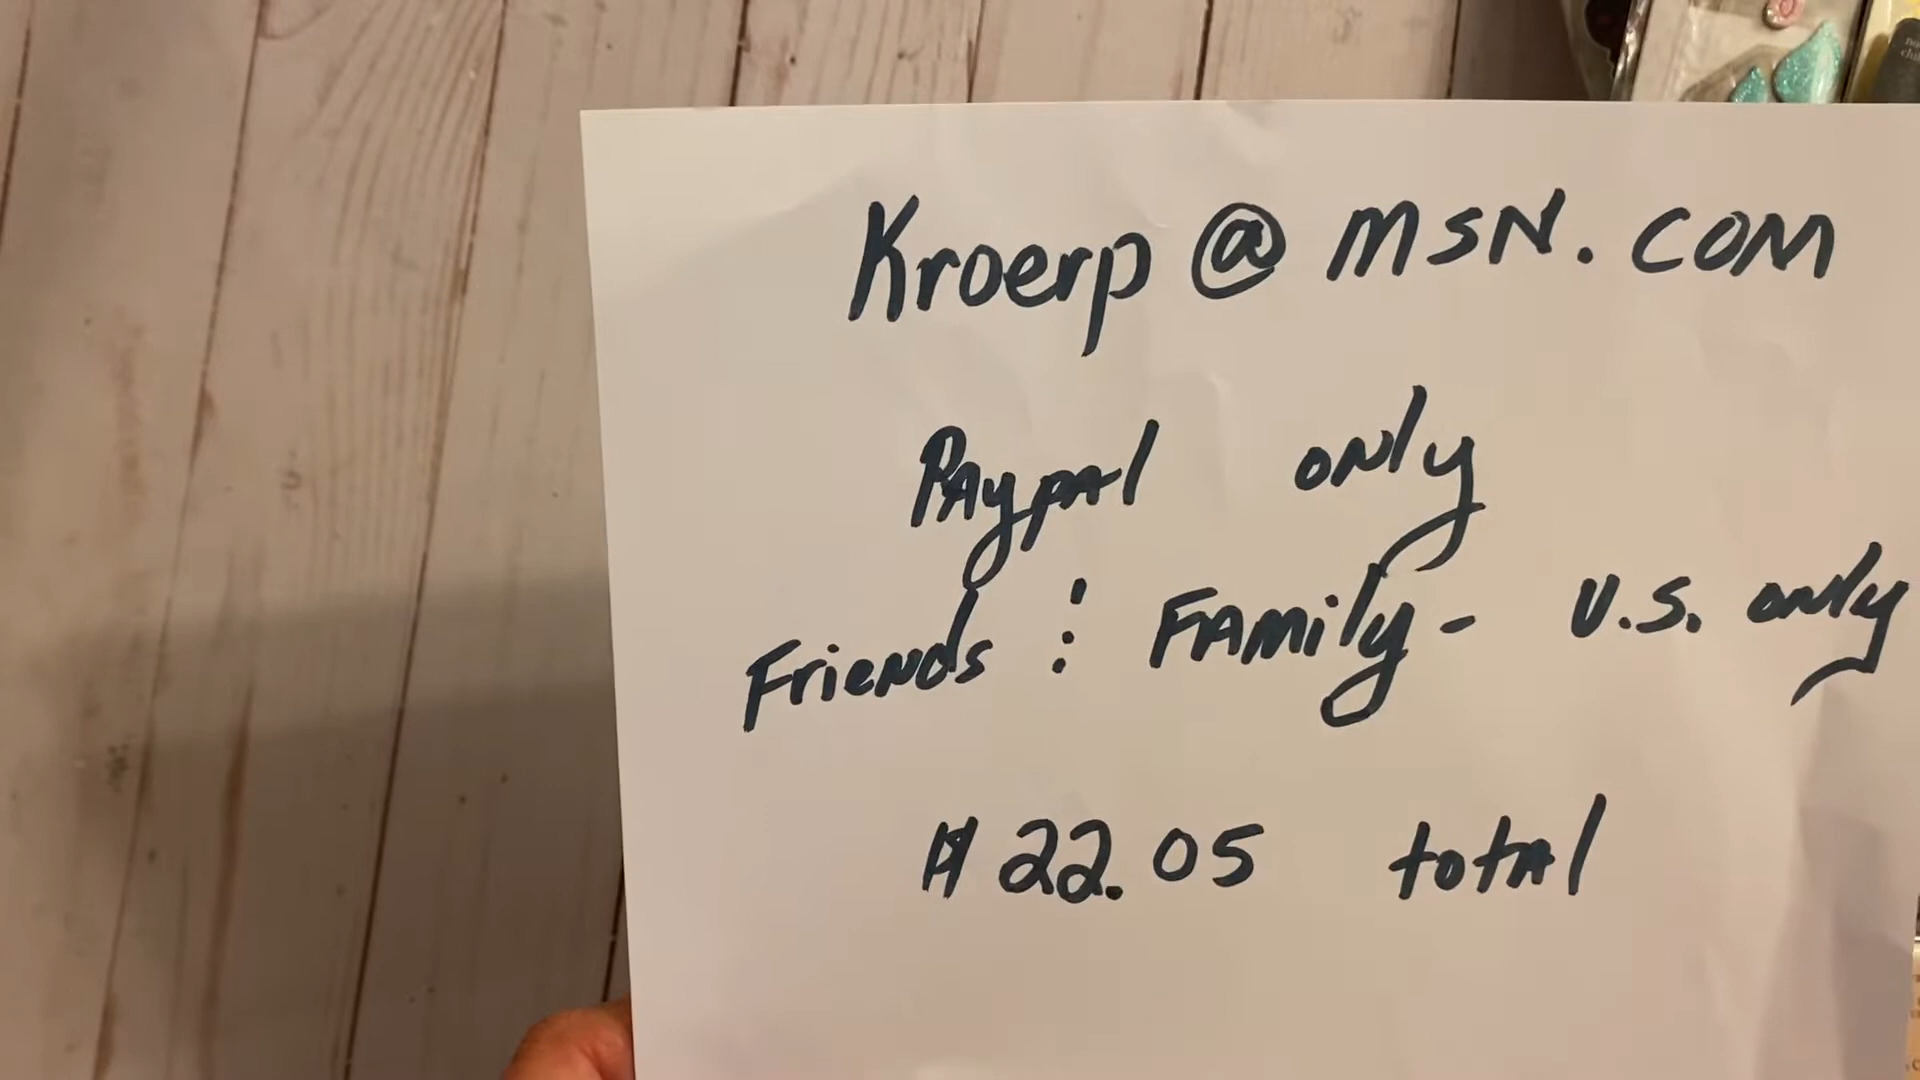 Kroerp@MSN.COM
Paypal only
Friends : Family - U.S. only
$22.05 total